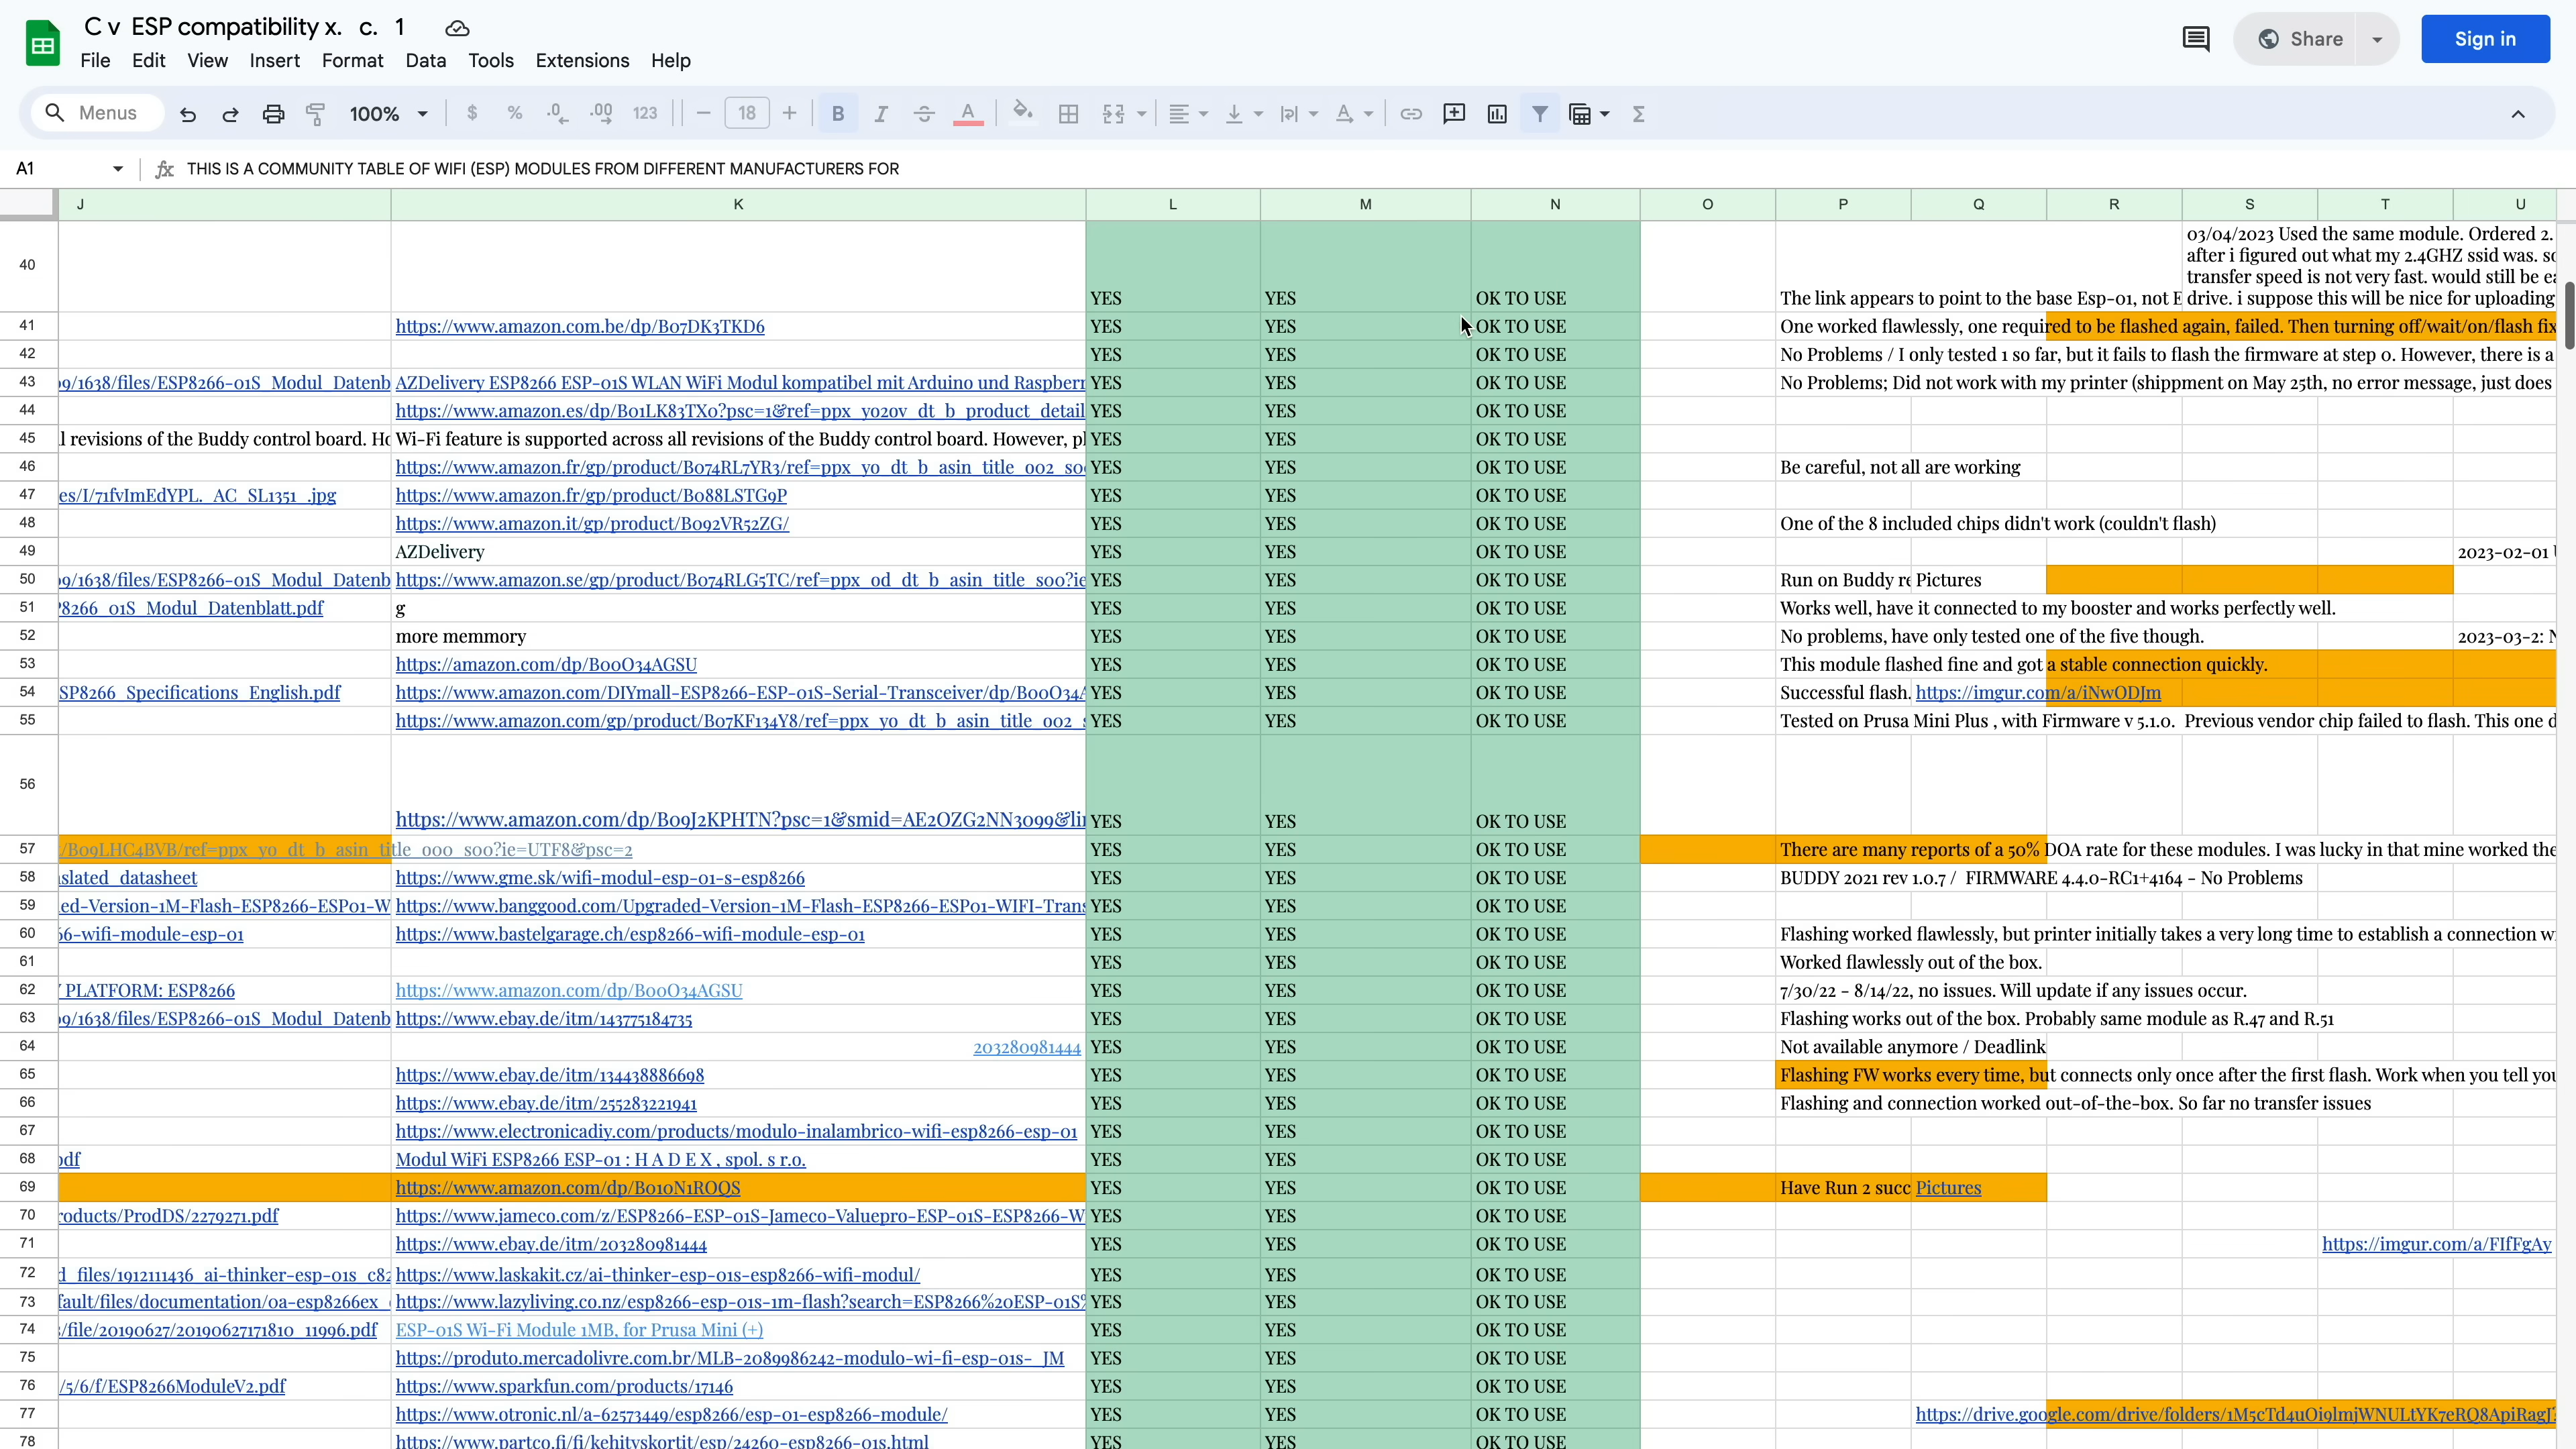 C v ESP compatibility x. c. 1
Share
Sign in
File Edit View Insert Format Data Tools Extensions Help
Menus 100% $ % .0 .00 123 18 B I A Σ
A1 fx THIS IS A COMMUNITY TABLE OF WIFI (ESP) MODULES FROM DIFFERENT MANUFACTURERS FOR
J K L M N O P Q R S T U
03/04/2023 Used the same module. Ordered 2.
after i figured out what my 2.4GHZ ssid was. so
transfer speed is not very fast. would still be ea
40 YES YES OK TO USE The link appears to point to the base Esp-01, not E drive. i suppose this will be nice for uploading
41 https://www.amazon.com.be/dp/B07DK3TKD6 YES YES OK TO USE One worked flawlessly, one required to be flashed again, failed. Then turning off/wait/on/flash fix
42 YES YES OK TO USE No Problems / I only tested 1 so far, but it fails to flash the firmware at step 0. However, there is a
43 09/1638/files/ESP8266-01S_Modul_Datenb AZDelivery ESP8266 ESP-01S WLAN WiFi Modul kompatibel mit Arduino und Raspberr YES YES OK TO USE No Problems; Did not work with my printer (shippment on May 25th, no error message, just does
44 https://www.amazon.es/dp/B01LK83TX0?psc=1&ref=ppx_yo2ov_dt_b_product_detail YES YES OK TO USE
45 l revisions of the Buddy control board. Ho Wi-Fi feature is supported across all revisions of the Buddy control board. However, pl YES YES OK TO USE
46 https://www.amazon.fr/gp/product/B074RL7YR3/ref=ppx_yo_dt_b_asin_title_o02_s00 YES YES OK TO USE Be careful, not all are working
47 es/I/71fvImEdYPL._AC_SL1351_.jpg https://www.amazon.fr/gp/product/B088LSTG9P YES YES OK TO USE
48 https://www.amazon.it/gp/product/B092VR52ZG/ YES YES OK TO USE One of the 8 included chips didn't work (couldn't flash)
49 AZDelivery YES YES OK TO USE 2023-02-01 U
50 09/1638/files/ESP8266-01S_Modul_Datenb https://www.amazon.se/gp/product/B074RLG5TC/ref=ppx_od_dt_b_asin_title_s00?ie YES YES OK TO USE Run on Buddy re Pictures
51 P8266_01S_Modul_Datenblatt.pdf g YES YES OK TO USE Works well, have it connected to my booster and works perfectly well.
52 more memmory YES YES OK TO USE No problems, have only tested one of the five though. 2023-03-2: N
53 https://amazon.com/dp/B00O34AGSU YES YES OK TO USE This module flashed fine and got a stable connection quickly.
54 SP8266_Specifications_English.pdf https://www.amazon.com/DIYmall-ESP8266-ESP-01S-Serial-Transceiver/dp/B00O34A YES YES OK TO USE Successful flash. https://imgur.com/a/iNwODJm
55 https://www.amazon.com/gp/product/B07KF134Y8/ref=ppx_yo_dt_b_asin_title_o02_s YES YES OK TO USE Tested on Prusa Mini Plus , with Firmware v 5.1.0. Previous vendor chip failed to flash. This one d
56 https://www.amazon.com/dp/B09J2KPHTN?psc=1&smid=AE2OZG2NN3099&lin YES YES OK TO USE
57 /B09LHC4BVB/ref=ppx_yo_dt_b_asin_title_o00_s00?ie=UTF8&psc=2 YES YES OK TO USE There are many reports of a 50% DOA rate for these modules. I was lucky in that mine worked the
58 slated_datasheet https://www.gme.sk/wifi-modul-esp-01-s-esp8266 YES YES OK TO USE BUDDY 2021 rev 1.0.7 / FIRMWARE 4.4.0-RC1+4164 - No Problems
59 ed-Version-1M-Flash-ESP8266-ESP01-W https://www.banggood.com/Upgraded-Version-1M-Flash-ESP8266-ESP01-WIFI-Trans YES YES OK TO USE
60 66-wifi-module-esp-01 https://www.bastelgarage.ch/esp8266-wifi-module-esp-01 YES YES OK TO USE Flashing worked flawlessly, but printer initially takes a very long time to establish a connection w
61 YES YES OK TO USE Worked flawlessly out of the box.
62 PLATFORM: ESP8266 https://www.amazon.com/dp/B00O34AGSU YES YES OK TO USE 7/30/22 - 8/14/22, no issues. Will update if any issues occur.
63 09/1638/files/ESP8266-01S_Modul_Datenb https://www.ebay.de/itm/143775184735 YES YES OK TO USE Flashing works out of the box. Probably same module as R.47 and R.51
64 203280981444 YES YES OK TO USE Not available anymore / Deadlink
65 https://www.ebay.de/itm/134438886698 YES YES OK TO USE Flashing FW works every time, but connects only once after the first flash. Work when you tell you
66 https://www.ebay.de/itm/255283221941 YES YES OK TO USE Flashing and connection worked out-of-the-box. So far no transfer issues
67 https://www.electronicadiy.com/products/modulo-inalambrico-wifi-esp8266-esp-01 YES YES OK TO USE
68 pdf Modul WiFi ESP8266 ESP-01 : H A D E X , spol. s r.o. YES YES OK TO USE
69 https://www.amazon.com/dp/B010N1ROQS YES YES OK TO USE Have Run 2 succ Pictures
70 roducts/ProdDS/2279271.pdf https://www.jameco.com/z/ESP8266-ESP-01S-Jameco-Valuepro-ESP-01S-ESP8266-W YES YES OK TO USE
71 https://www.ebay.de/itm/203280981444 YES YES OK TO USE https://imgur.com/a/FIfFgAy
72 d_files/1912111436_ai-thinker-esp-01s_c82 https://www.laskakit.cz/ai-thinker-esp-01s-esp8266-wifi-modul/ YES YES OK TO USE
73 fault/files/documentation/0a-esp8266ex_ https://www.lazyliving.co.nz/esp8266-esp-01s-1m-flash?search=ESP8266%20ESP-01S% YES YES OK TO USE
74 /file/20190627/20190627171810_11996.pdf ESP-01S Wi-Fi Module 1MB, for Prusa Mini (+) YES YES OK TO USE
75 https://produto.mercadolivre.com.br/MLB-2089986242-modulo-wi-fi-esp-01s-_JM YES YES OK TO USE
76 /5/6/f/ESP8266ModuleV2.pdf https://www.sparkfun.com/products/17146 YES YES OK TO USE
77 https://www.otronic.nl/a-62573449/esp8266/esp-01-esp8266-module/ YES YES OK TO USE https://drive.google.com/drive/folders/1M5cTd4uOi9lmjWNULtYK7eRQ8ApiRagJ
78 https://www.partco.fi/fi/kehityskortit/esp/24260-esp8266-01s.html YES YES OK TO USE